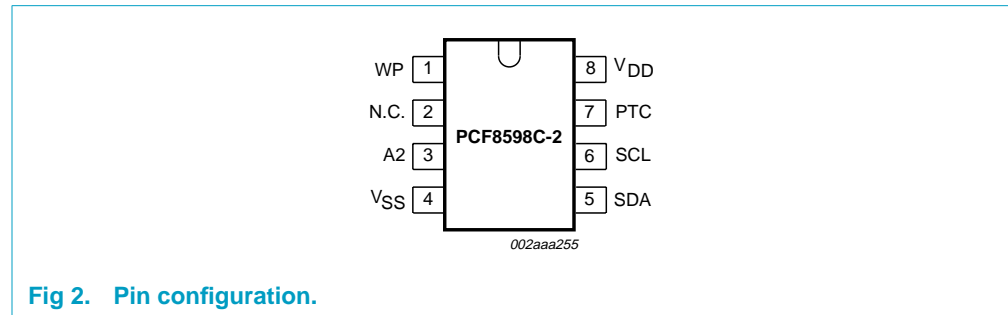 WP 1 8 VDD
N.C. 2 7 PTC
PCF8598C-2
A2 3 6 SCL
VSS 4 5 SDA
002aaa255
Fig 2. Pin configuration.